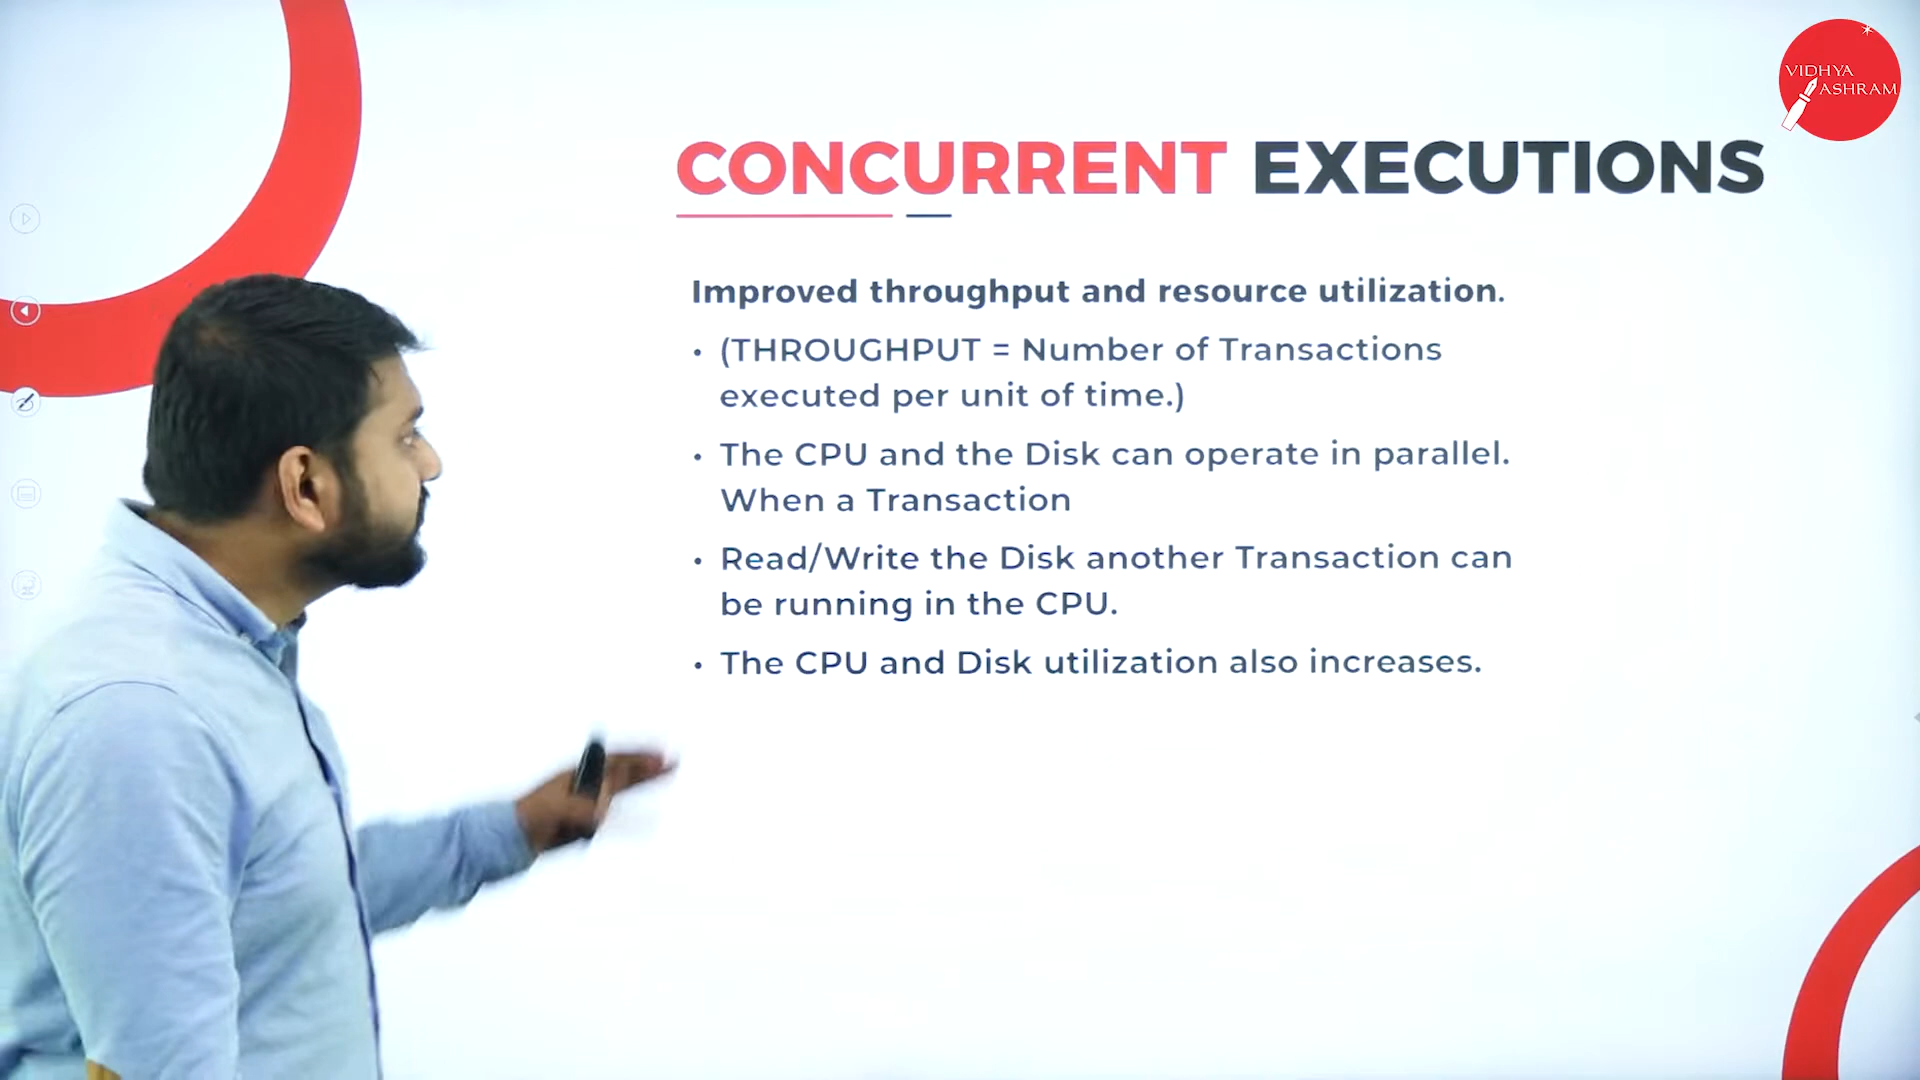 VIDHYA
ASHRAM
CONCURRENT EXECUTIONS
Improved throughput and resource utilization.
• (THROUGHPUT = Number of Transactions
executed per unit of time.)
• The CPU and the Disk can operate in parallel.
When a Transaction
• Read/Write the Disk another Transaction can
be running in the CPU.
• The CPU and Disk utilization also increases.